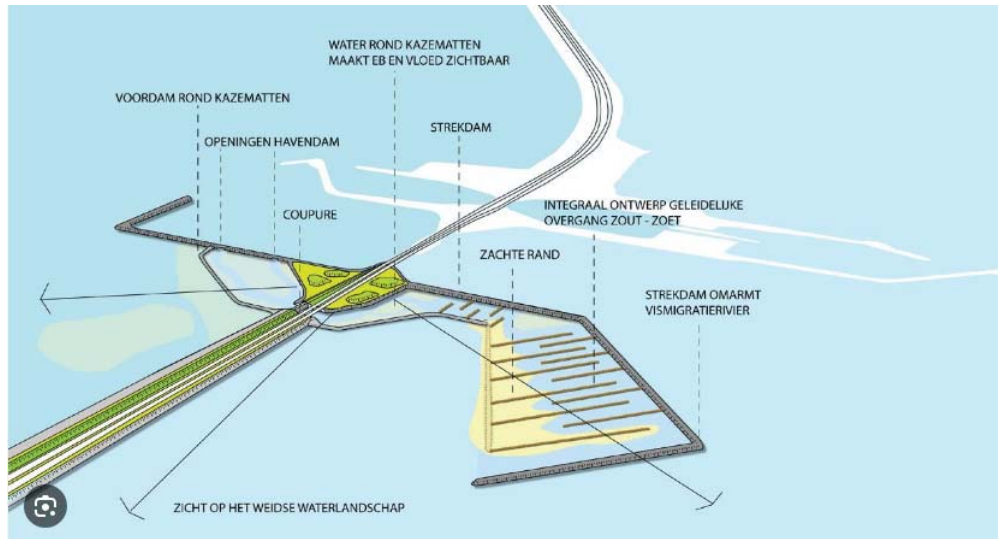 WATER ROND KAZEMATTEN
MAAKT EB EN VLOED ZICHTBAAR
VOORDAM ROND KAZEMATTEN
STREKDAM
OPENINGEN HAVENDAM
INTEGRAAL ONTWERP GELEIDELIJKE
OVERGANG ZOUT - ZOET
COUPURE
ZACHTE RAND
STREKDAM OMARMT
VISMIGRATIERIVIER
ZICHT OP HET WEIDSE WATERLANDSCHAP